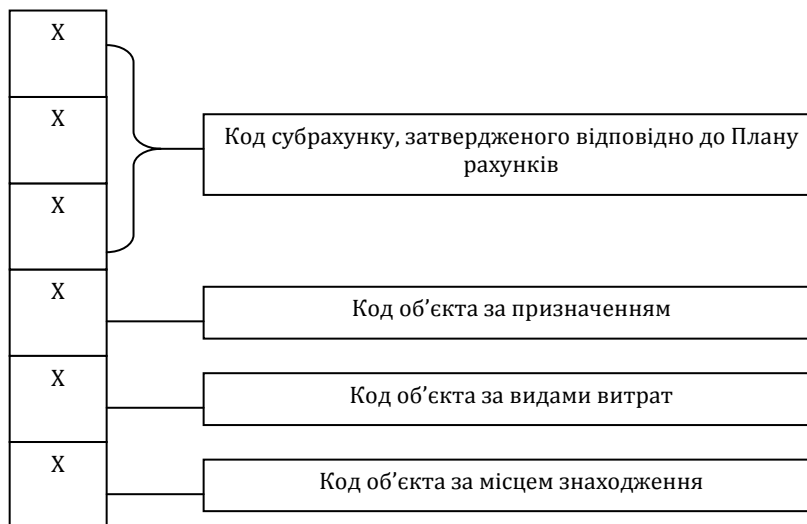 X
X
X
Код субрахунку, затвердженого відповідно до Плану
рахунків
X
Код об’єкта за призначенням
X
Код об’єкта за видами витрат
X
Код об’єкта за місцем знаходження